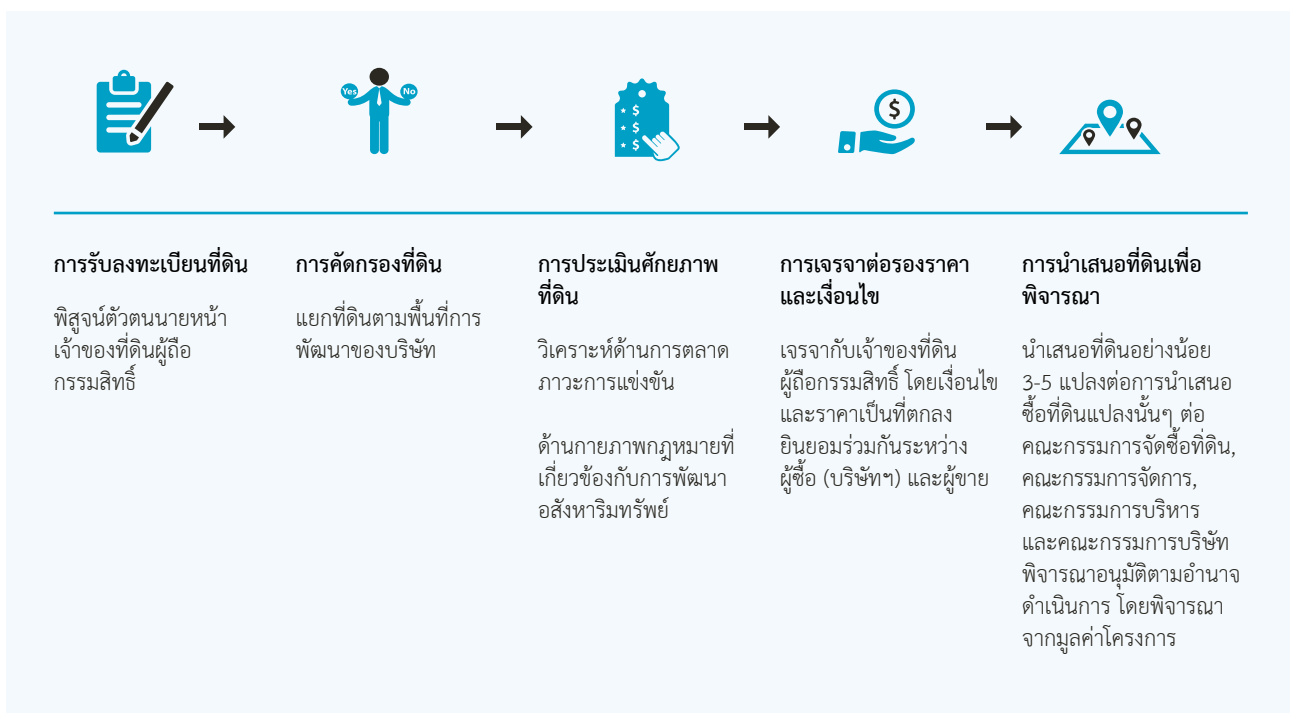 Yes
No
$
$
$
$
การรับลงทะเบียนที่ดิน
พิสูจน์ตัวตนนายหน้า
เจ้าของที่ดินผู้ถือ
กรรมสิทธิ์
การคัดกรองที่ดิน
แยกที่ดินตามพื้นที่การ
พัฒนาของบริษัท
การประเมินศักยภาพ
ที่ดิน
วิเคราะห์ด้านการตลาด
ภาวะการแข่งขัน
ด้านกายภาพกฎหมายที่
เกี่ยวข้องกับการพัฒนา
อสังหาริมทรัพย์
การเจรจาต่อรองราคา
และเงื่อนไข
เจรจากับเจ้าของที่ดิน
ผู้ถือกรรมสิทธิ์ โดยเงื่อนไข
และราคาเป็นที่ตกลง
ยินยอมร่วมกันระหว่าง
ผู้ซื้อ (บริษัทฯ) และผู้ขาย
การนำเสนอที่ดินเพื่อ
พิจารณา
นำเสนอที่ดินอย่างน้อย
3-5 แปลงต่อการนำเสนอ
ซื้อที่ดินแปลงนั้นๆ ต่อ
คณะกรรมการจัดซื้อที่ดิน,
คณะกรรมการจัดการ,
คณะกรรมการบริหาร
และคณะกรรมการบริษัท
พิจารณาอนุมัติตามอำนาจ
ดำเนินการ โดยพิจารณา
จากมูลค่าโครงการ